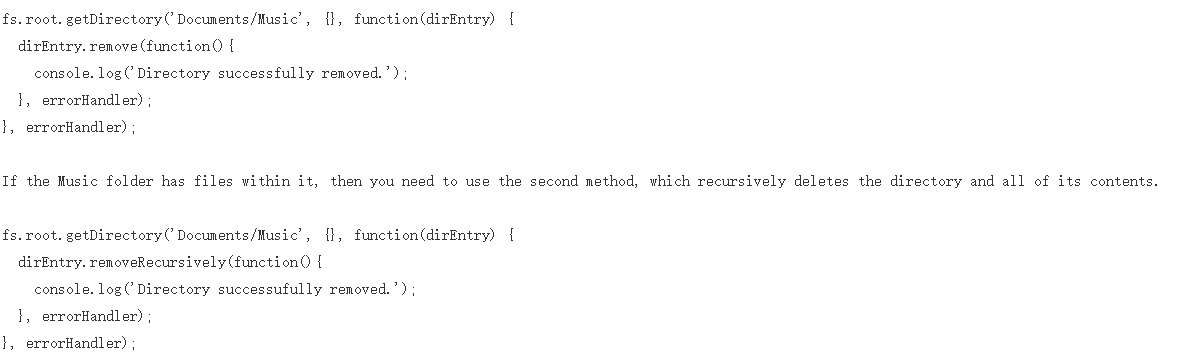 fs.root.getDirectory('Documents/Music', {}, function(dirEntry) {
  dirEntry.remove(function(){
    console.log('Directory successfully removed.');
  }, errorHandler);
}, errorHandler);

If the Music folder has files within it, then you need to use the second method, which recursively deletes the directory and all of its contents.

fs.root.getDirectory('Documents/Music', {}, function(dirEntry) {
  dirEntry.removeRecursively(function(){
    console.log('Directory successufully removed.');
  }, errorHandler);
}, errorHandler);